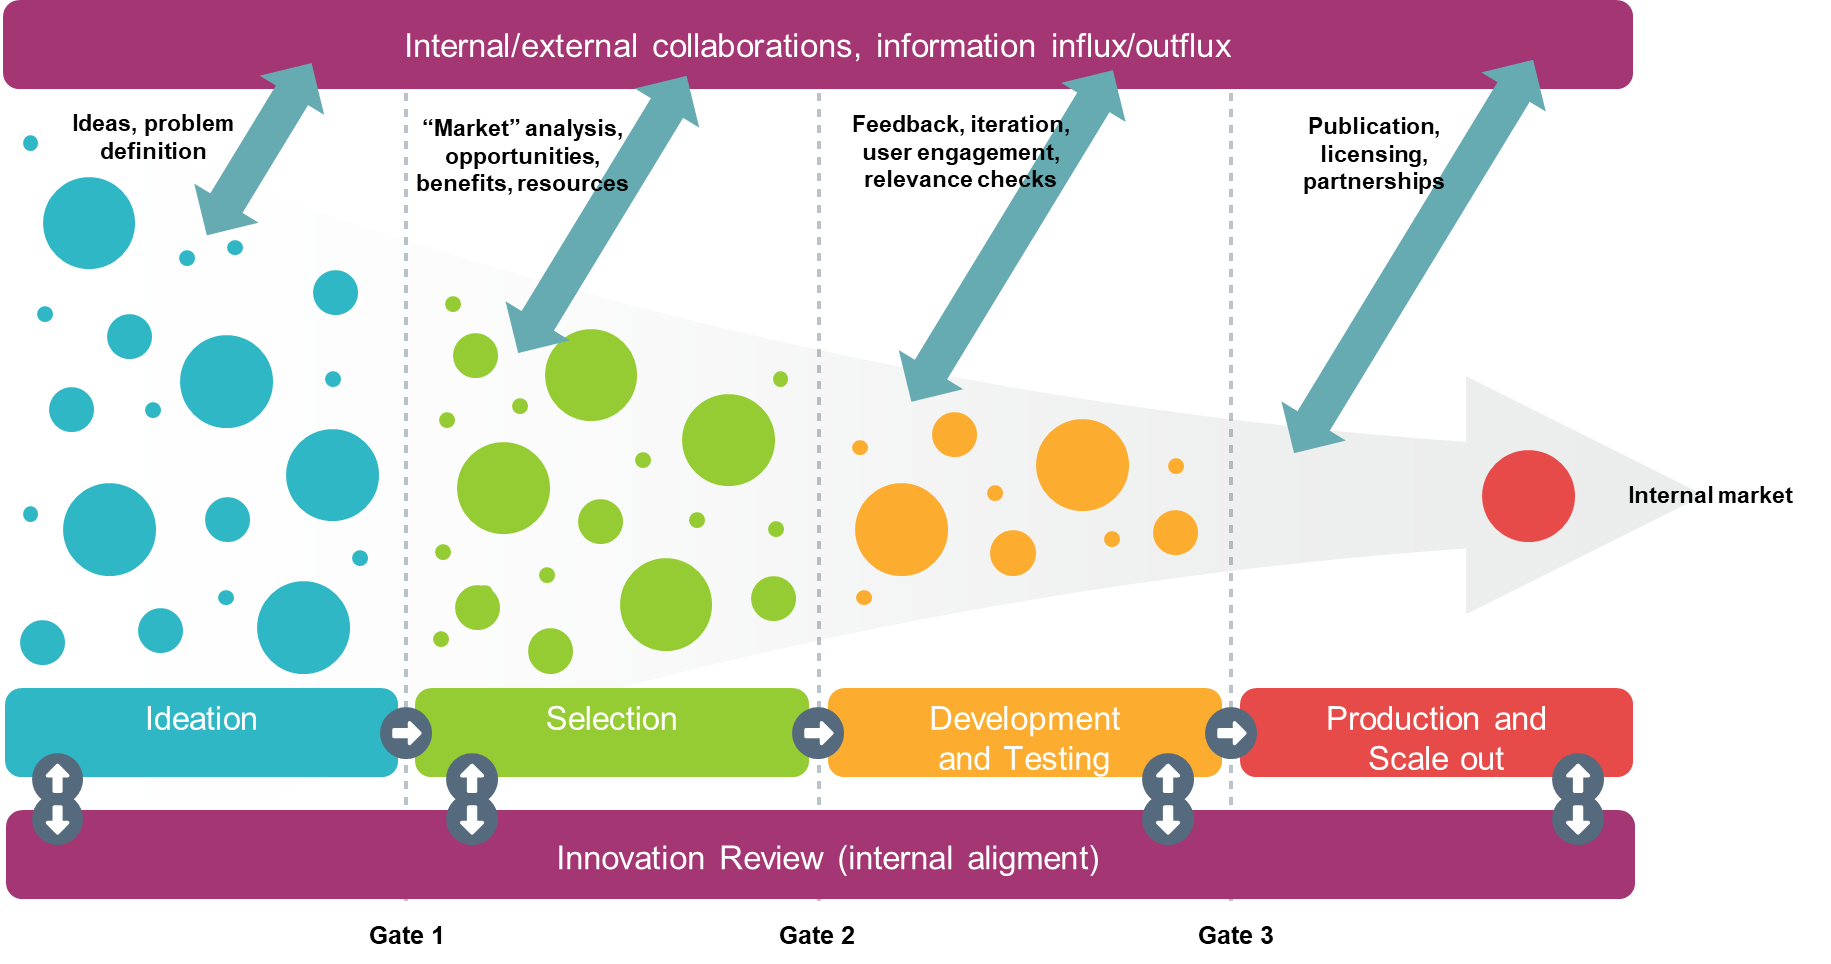 Internal/external collaborations, information influx/outflux
Ideas, problem
definition
“Market” analysis,
opportunities,
benefits, resources
Feedback, iteration,
user engagement,
relevance checks
Publication,
licensing,
partnerships
Internal market
Ideation
Selection
Development
and Testing
Production and
Scale out
Innovation Review (internal aligment)
Gate 1
Gate 2
Gate 3